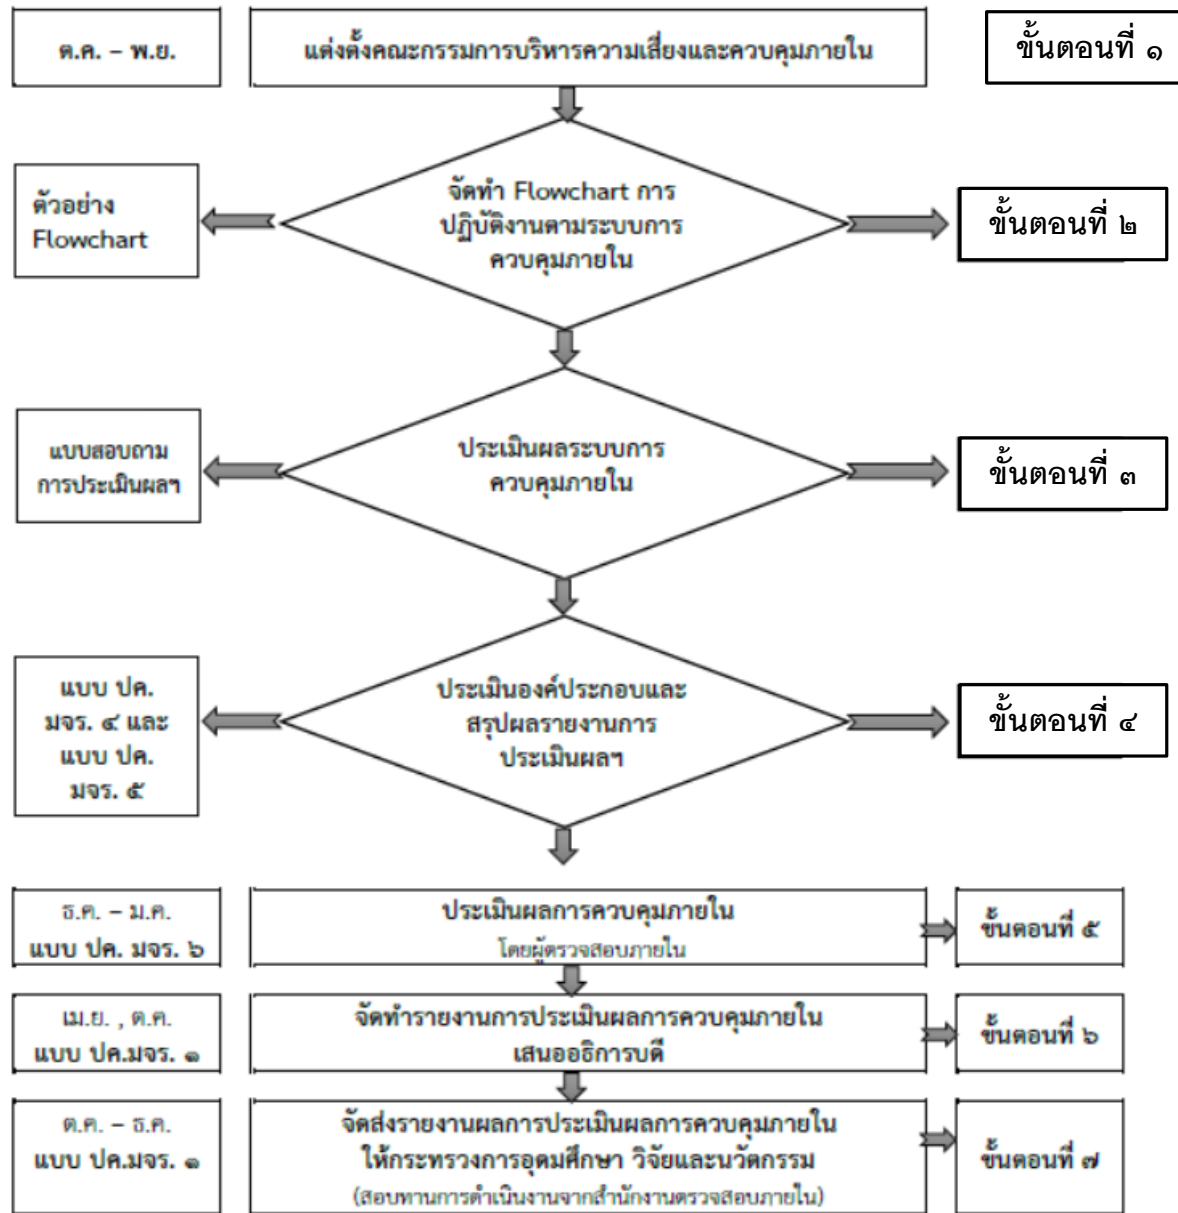 ต.ค. – พ.ย.
แต่งตั้งคณะกรรมการบริหารความเสี่ยงและควบคุมภายใน
ขั้นตอนที่ ๑
ตัวอย่าง
Flowchart
จัดทำ Flowchart การ
ปฏิบัติงานตามระบบการ
ควบคุมภายใน
ขั้นตอนที่ ๒
แบบสอบถาม
การประเมินผลฯ
ประเมินผลระบบการ
ควบคุมภายใน
ขั้นตอนที่ ๓
แบบ ปค.
มจร. ๔ และ
แบบ ปค.
มจร. ๕
ประเมินองค์ประกอบและ
สรุปผลรายงานการ
ประเมินผลฯ
ขั้นตอนที่ ๔
ธ.ค. – ม.ค.
แบบ ปค. มจร. ๖
ประเมินผลการควบคุมภายใน
โดยผู้ตรวจสอบภายใน
ขั้นตอนที่ ๕
เม.ย. , ต.ค.
แบบ ปค.มจร. ๑
จัดทำรายงานการประเมินผลการควบคุมภายใน
เสนออธิการบดี
ขั้นตอนที่ ๖
ต.ค. – ธ.ค.
แบบ ปค.มจร. ๑
จัดส่งรายงานผลการประเมินผลการควบคุมภายใน
ให้กระทรวงการอุดมศึกษา วิจัยและนวัตกรรม
(สอบทานการดำเนินงานจากสำนักงานตรวจสอบภายใน)
ขั้นตอนที่ ๗